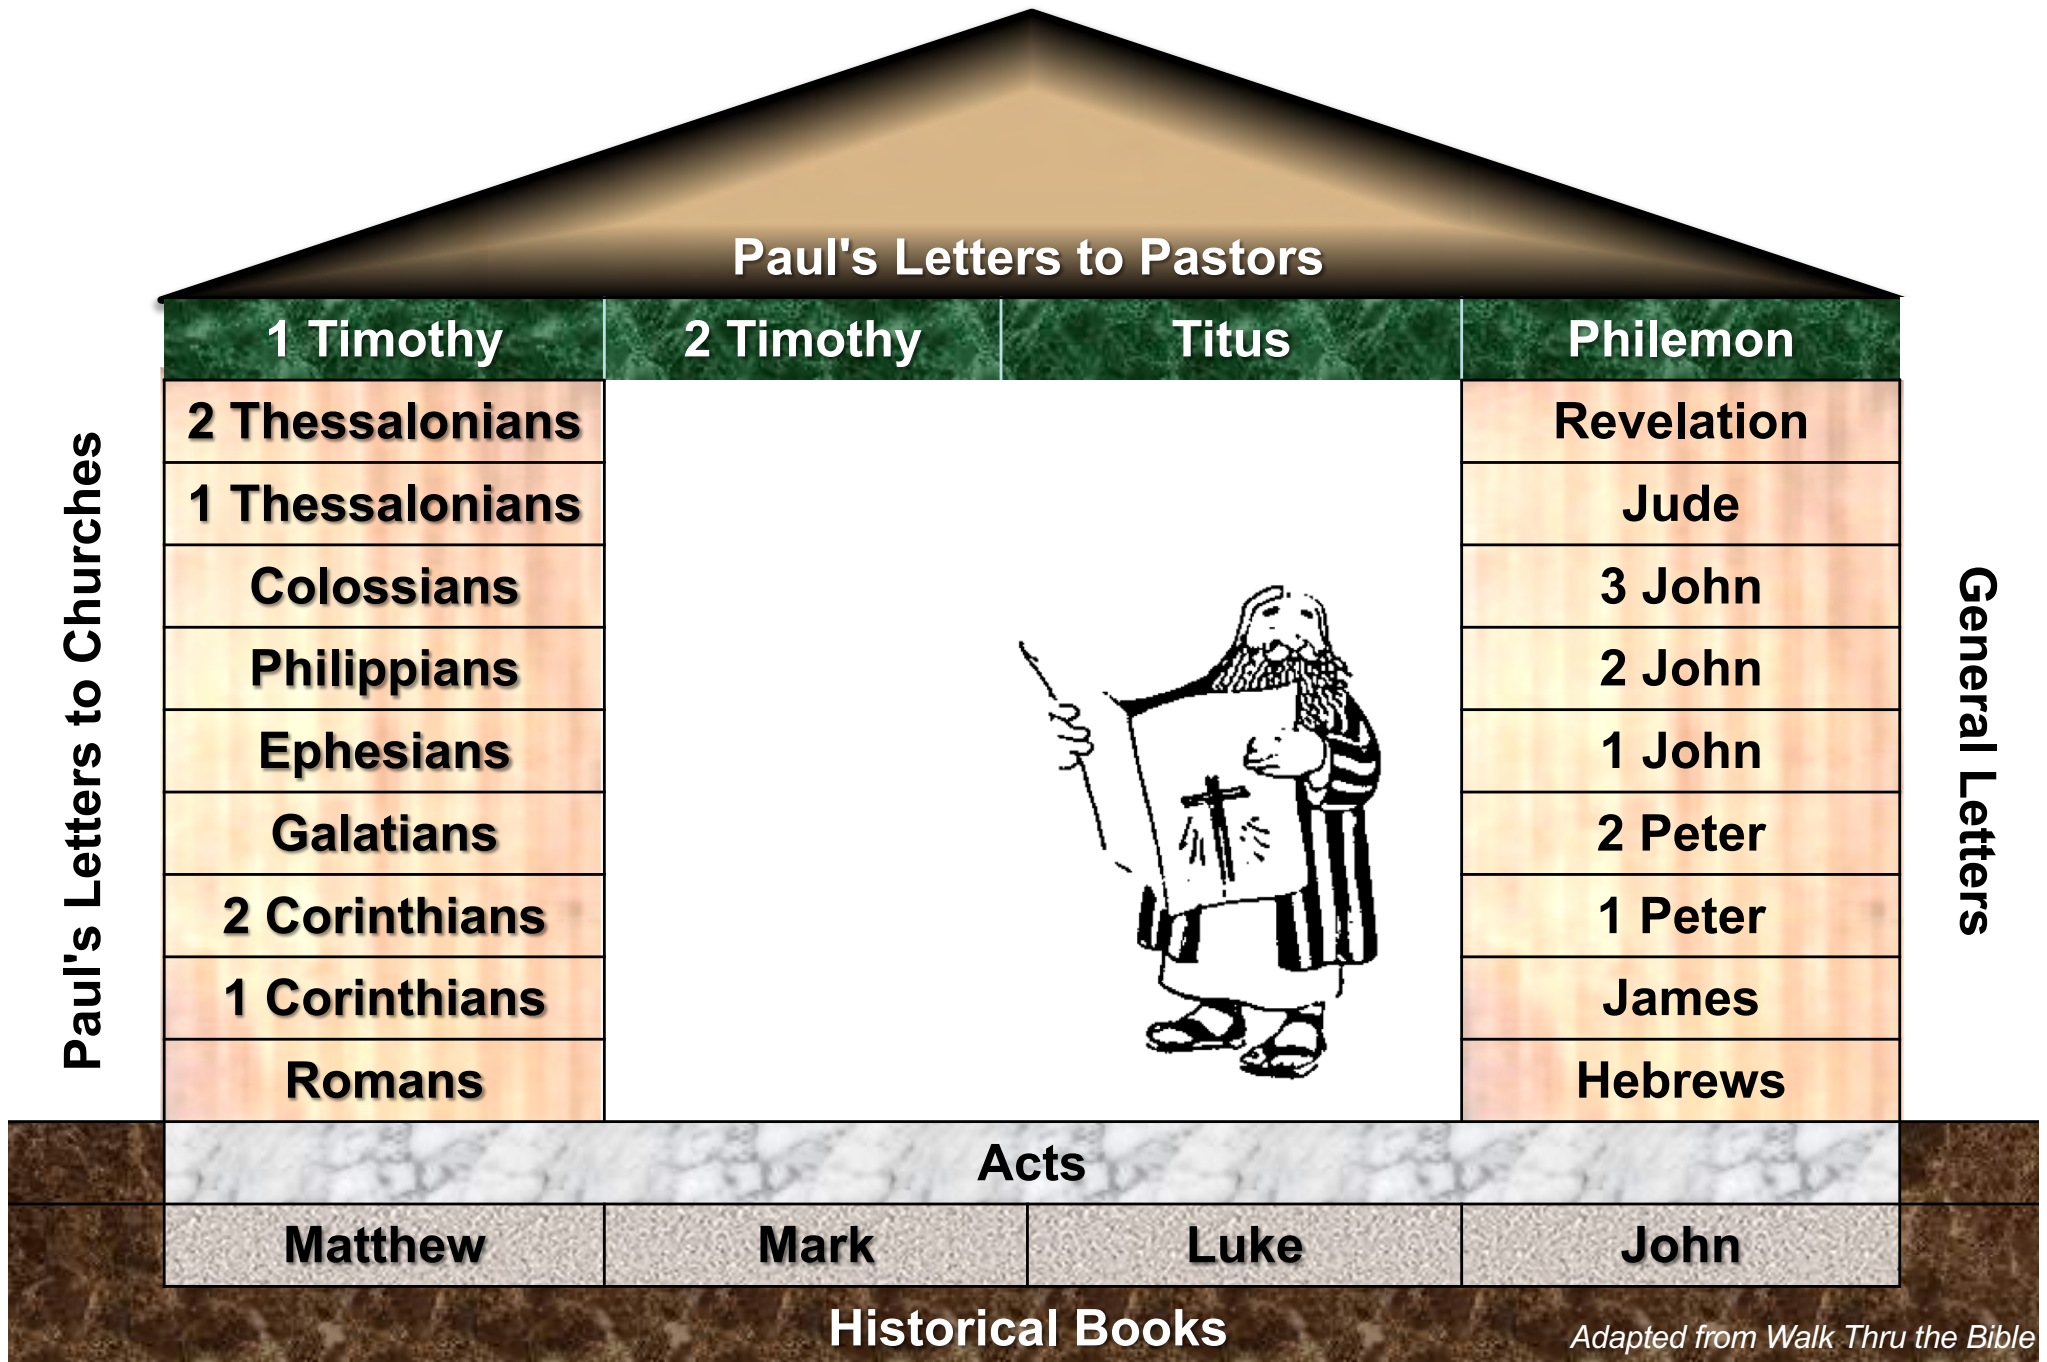 Paul's Letters to Pastors
1 Timothy 2 Timothy Titus Philemon
Paul's Letters to Churches
2 Thessalonians
1 Thessalonians
Colossians
Philippians
Ephesians
Galatians
2 Corinthians
1 Corinthians
Romans
Revelation
Jude
3 John
2 John
1 John
2 Peter
1 Peter
James
Hebrews
General Letters
Acts
Matthew Mark Luke John
Historical Books
Adapted from Walk Thru the Bible